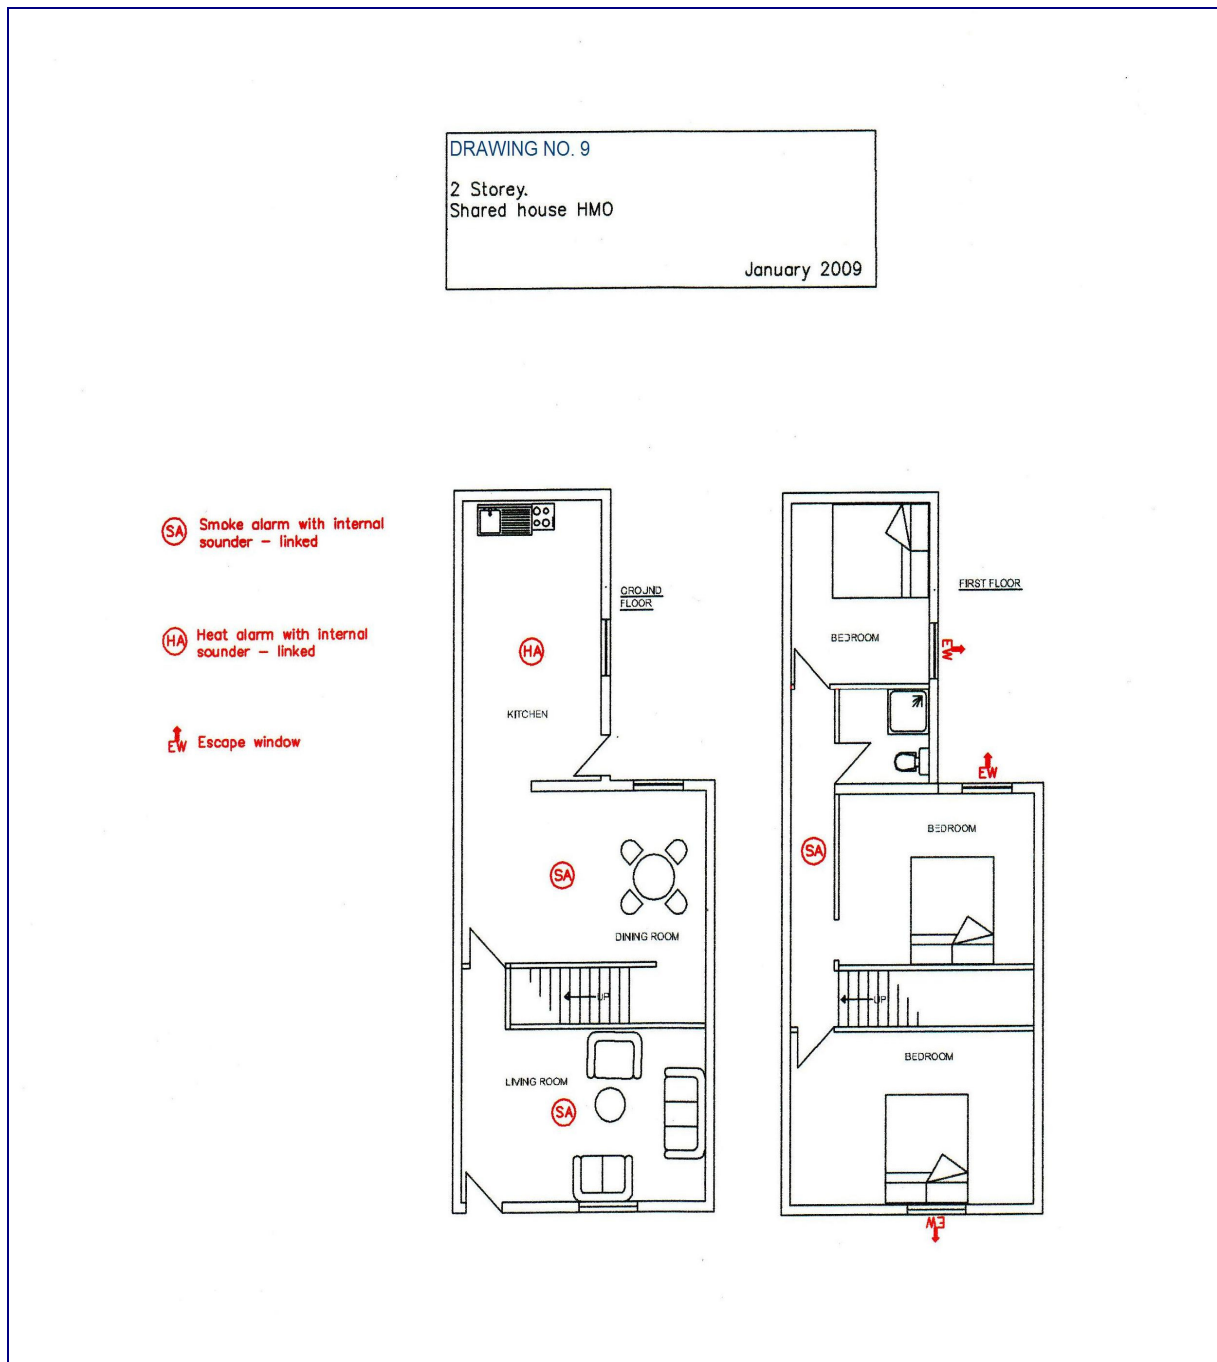 DRAWING NO. 9
2 Storey.
Shared house HMO
January 2009
SA Smoke alarm with internal
sounder – linked
HA Heat alarm with internal
sounder – linked
EW Escape window
GROUND
FLOOR
HA
KITCHEN
SA
DINING ROOM
UP
LIVING ROOM
SA
FIRST FLOOR
BEDROOM
EW
EW
BEDROOM
SA
UP
BEDROOM
EW